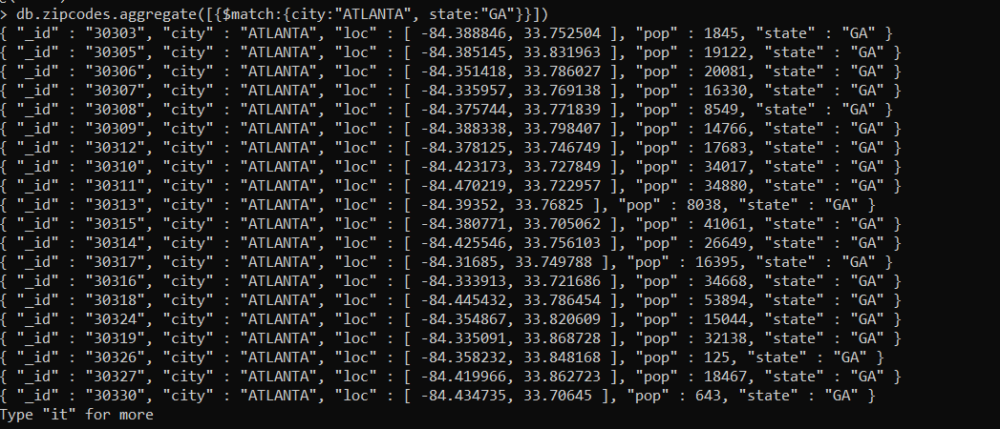 > db.zipcodes.aggregate([{$match:{city:"ATLANTA", state:"GA"}}])
{ "_id" : "30303", "city" : "ATLANTA", "loc" : [ -84.388846, 33.752504 ], "pop" : 1845, "state" : "GA" }
{ "_id" : "30305", "city" : "ATLANTA", "loc" : [ -84.385145, 33.831963 ], "pop" : 19122, "state" : "GA" }
{ "_id" : "30306", "city" : "ATLANTA", "loc" : [ -84.351418, 33.786027 ], "pop" : 20081, "state" : "GA" }
{ "_id" : "30307", "city" : "ATLANTA", "loc" : [ -84.335957, 33.769138 ], "pop" : 16330, "state" : "GA" }
{ "_id" : "30308", "city" : "ATLANTA", "loc" : [ -84.375744, 33.771839 ], "pop" : 8549, "state" : "GA" }
{ "_id" : "30309", "city" : "ATLANTA", "loc" : [ -84.388338, 33.798407 ], "pop" : 14766, "state" : "GA" }
{ "_id" : "30312", "city" : "ATLANTA", "loc" : [ -84.378125, 33.746749 ], "pop" : 17683, "state" : "GA" }
{ "_id" : "30310", "city" : "ATLANTA", "loc" : [ -84.423173, 33.727849 ], "pop" : 34017, "state" : "GA" }
{ "_id" : "30311", "city" : "ATLANTA", "loc" : [ -84.470219, 33.722957 ], "pop" : 34880, "state" : "GA" }
{ "_id" : "30313", "city" : "ATLANTA", "loc" : [ -84.39352, 33.76825 ], "pop" : 8038, "state" : "GA" }
{ "_id" : "30315", "city" : "ATLANTA", "loc" : [ -84.380771, 33.705062 ], "pop" : 41061, "state" : "GA" }
{ "_id" : "30314", "city" : "ATLANTA", "loc" : [ -84.425546, 33.756103 ], "pop" : 26649, "state" : "GA" }
{ "_id" : "30317", "city" : "ATLANTA", "loc" : [ -84.31685, 33.749788 ], "pop" : 16395, "state" : "GA" }
{ "_id" : "30316", "city" : "ATLANTA", "loc" : [ -84.333913, 33.721686 ], "pop" : 34668, "state" : "GA" }
{ "_id" : "30318", "city" : "ATLANTA", "loc" : [ -84.445432, 33.786454 ], "pop" : 53894, "state" : "GA" }
{ "_id" : "30324", "city" : "ATLANTA", "loc" : [ -84.354867, 33.820609 ], "pop" : 15044, "state" : "GA" }
{ "_id" : "30319", "city" : "ATLANTA", "loc" : [ -84.335091, 33.868728 ], "pop" : 32138, "state" : "GA" }
{ "_id" : "30326", "city" : "ATLANTA", "loc" : [ -84.358232, 33.848168 ], "pop" : 125, "state" : "GA" }
{ "_id" : "30327", "city" : "ATLANTA", "loc" : [ -84.419966, 33.862723 ], "pop" : 18467, "state" : "GA" }
{ "_id" : "30330", "city" : "ATLANTA", "loc" : [ -84.434735, 33.70645 ], "pop" : 643, "state" : "GA" }
Type "it" for more